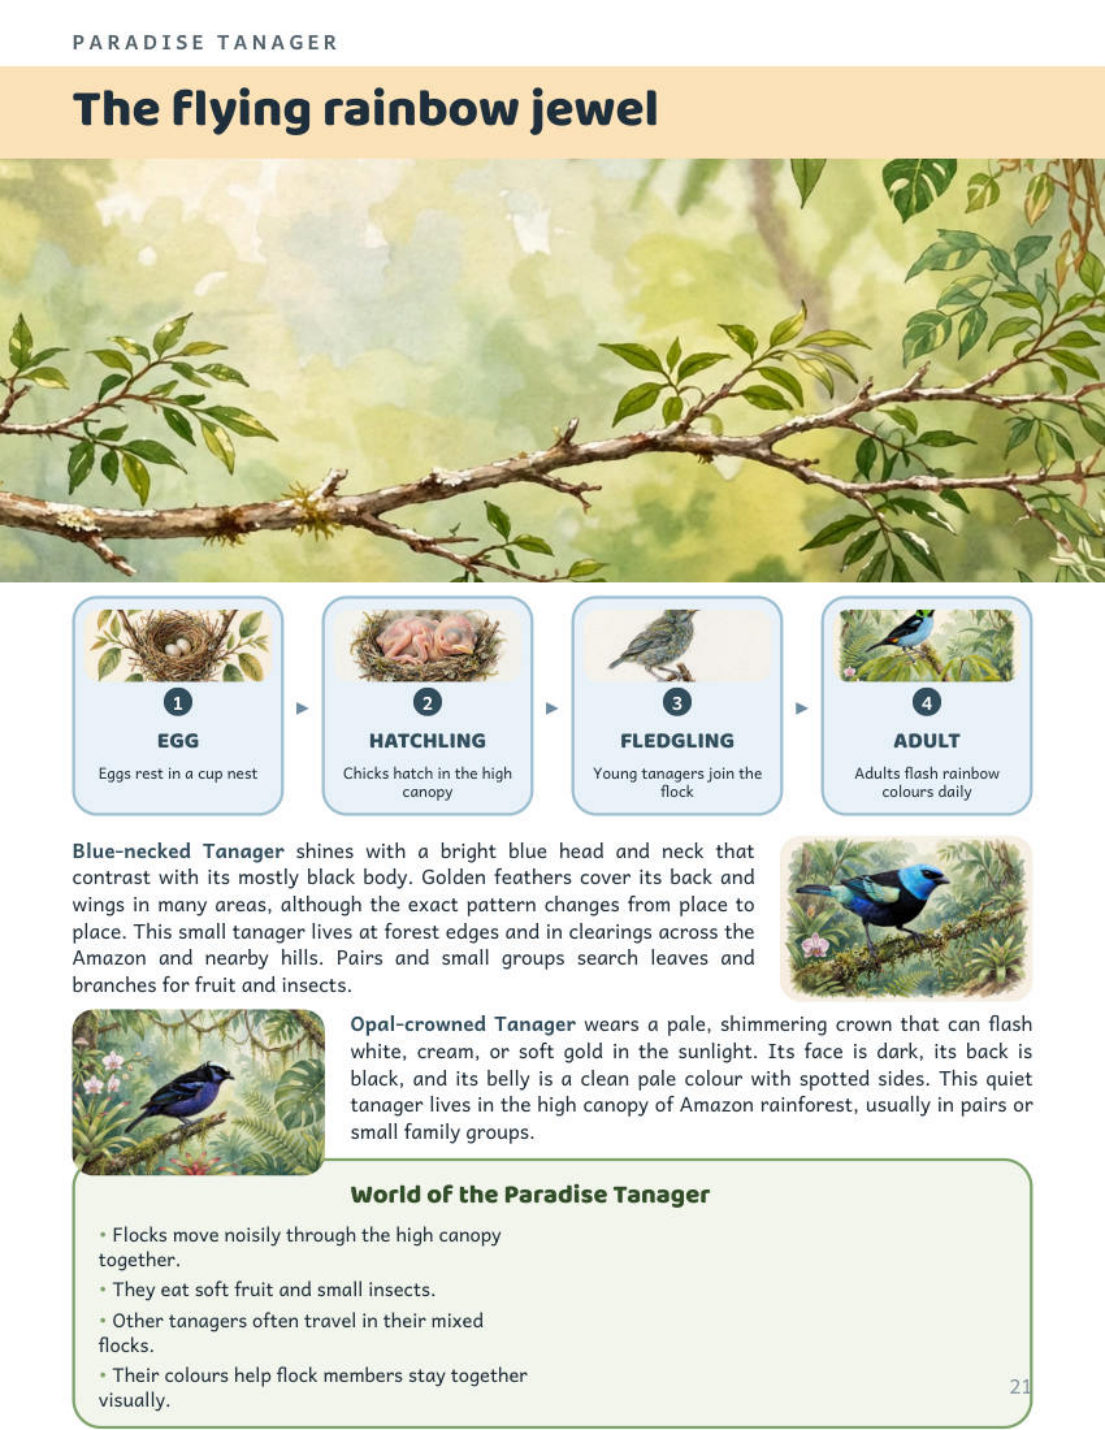 PARADISE TANAGER
The flying rainbow jewel
1
EGG
Eggs rest in a cup nest
2
HATCHLING
Chicks hatch in the high
canopy
3
FLEDGLING
Young tanagers join the
flock
4
ADULT
Adults flash rainbow
colours daily
Blue-necked Tanager shines with a bright blue head and neck that
contrast with its mostly black body. Golden feathers cover its back and
wings in many areas, although the exact pattern changes from place to
place. This small tanager lives at forest edges and in clearings across the
Amazon and nearby hills. Pairs and small groups search leaves and
branches for fruit and insects.
Opal-crowned Tanager wears a pale, shimmering crown that can flash
white, cream, or soft gold in the sunlight. Its face is dark, its back is
black, and its belly is a clean pale colour with spotted sides. This quiet
tanager lives in the high canopy of Amazon rainforest, usually in pairs or
small family groups.
World of the Paradise Tanager
• Flocks move noisily through the high canopy
together.
• They eat soft fruit and small insects.
• Other tanagers often travel in their mixed
flocks.
• Their colours help flock members stay together
visually.
21